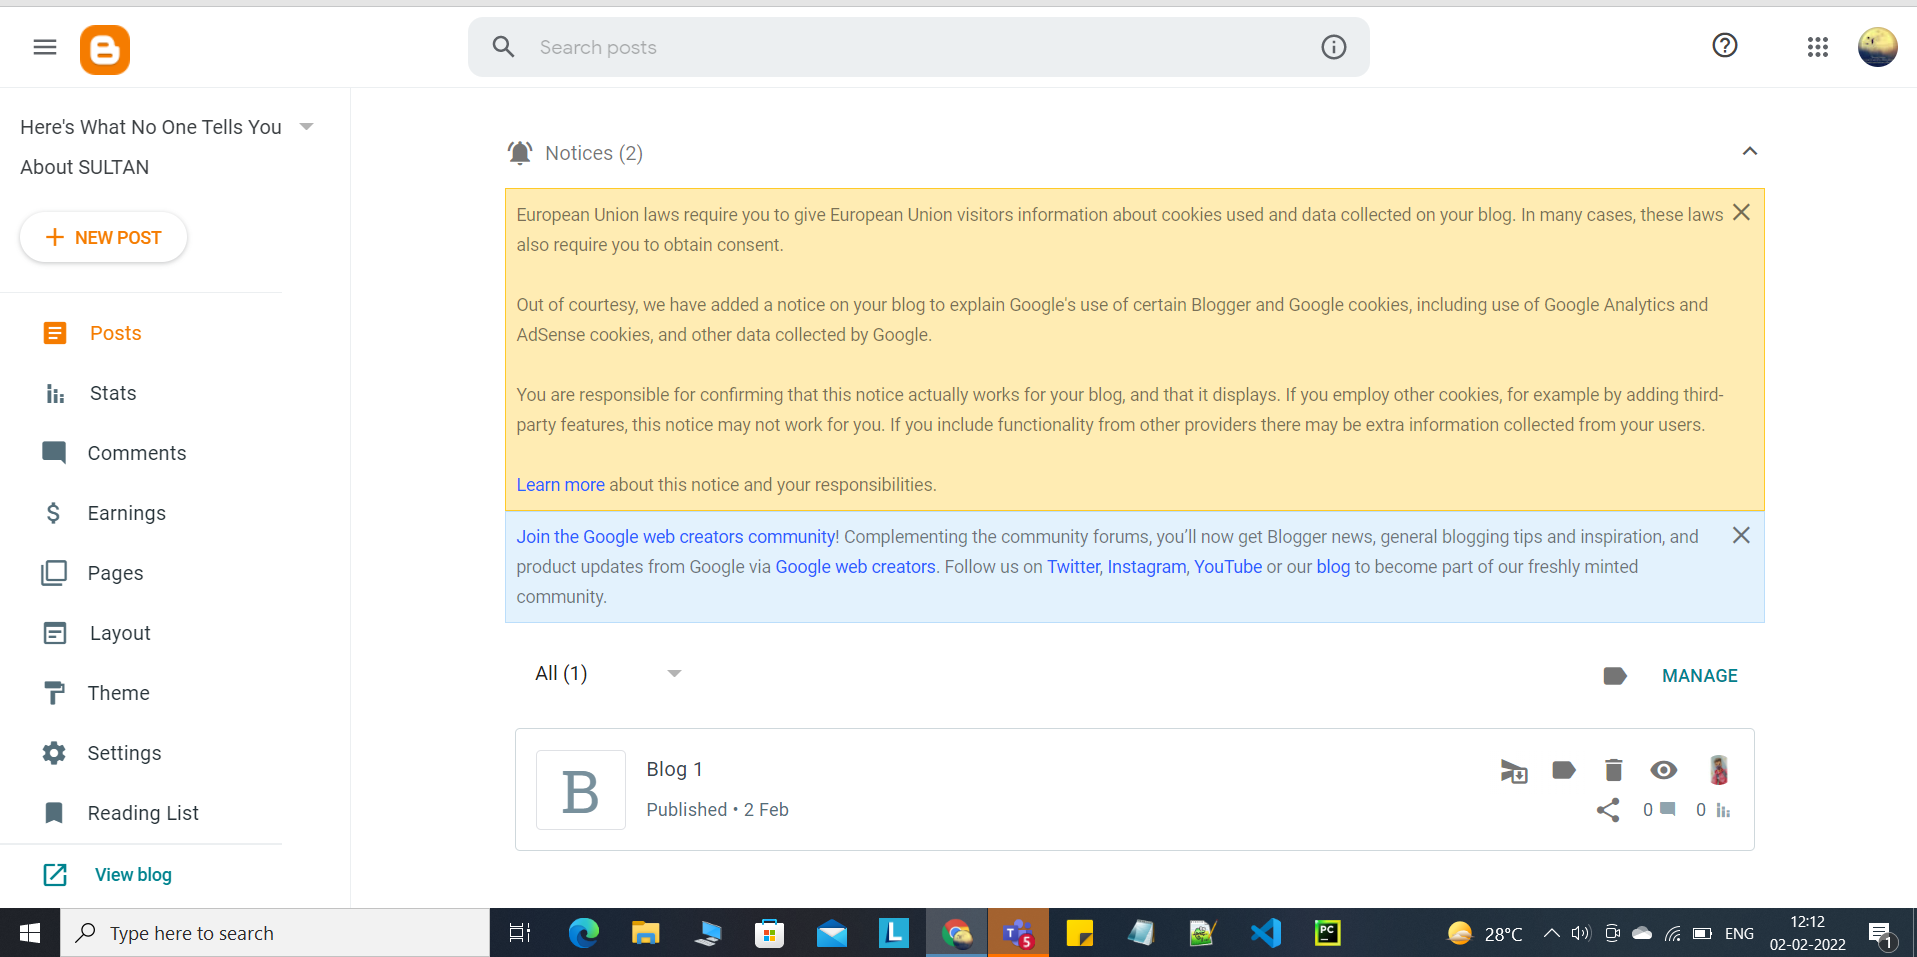 Search posts
Here's What No One Tells You
About SULTAN
NEW POST
Posts
Stats
Comments
Earnings
Pages
Layout
Theme
Settings
Reading List
View blog
Notices (2)
European Union laws require you to give European Union visitors information about cookies used and data collected on your blog. In many cases, these laws
also require you to obtain consent.
Out of courtesy, we have added a notice on your blog to explain Google's use of certain Blogger and Google cookies, including use of Google Analytics and
AdSense cookies, and other data collected by Google.
You are responsible for confirming that this notice actually works for your blog, and that it displays. If you employ other cookies, for example by adding third-
party features, this notice may not work for you. If you include functionality from other providers there may be extra information collected from your users.
Learn more about this notice and your responsibilities.
Join the Google web creators community! Complementing the community forums, you’ll now get Blogger news, general blogging tips and inspiration, and
product updates from Google via Google web creators. Follow us on Twitter, Instagram, YouTube or our blog to become part of our freshly minted
community.
All (1)
MANAGE
B
Blog 1
Published • 2 Feb
0
0
Type here to search
L
T
5
PC
28°C
ENG
12:12
02-02-2022
1